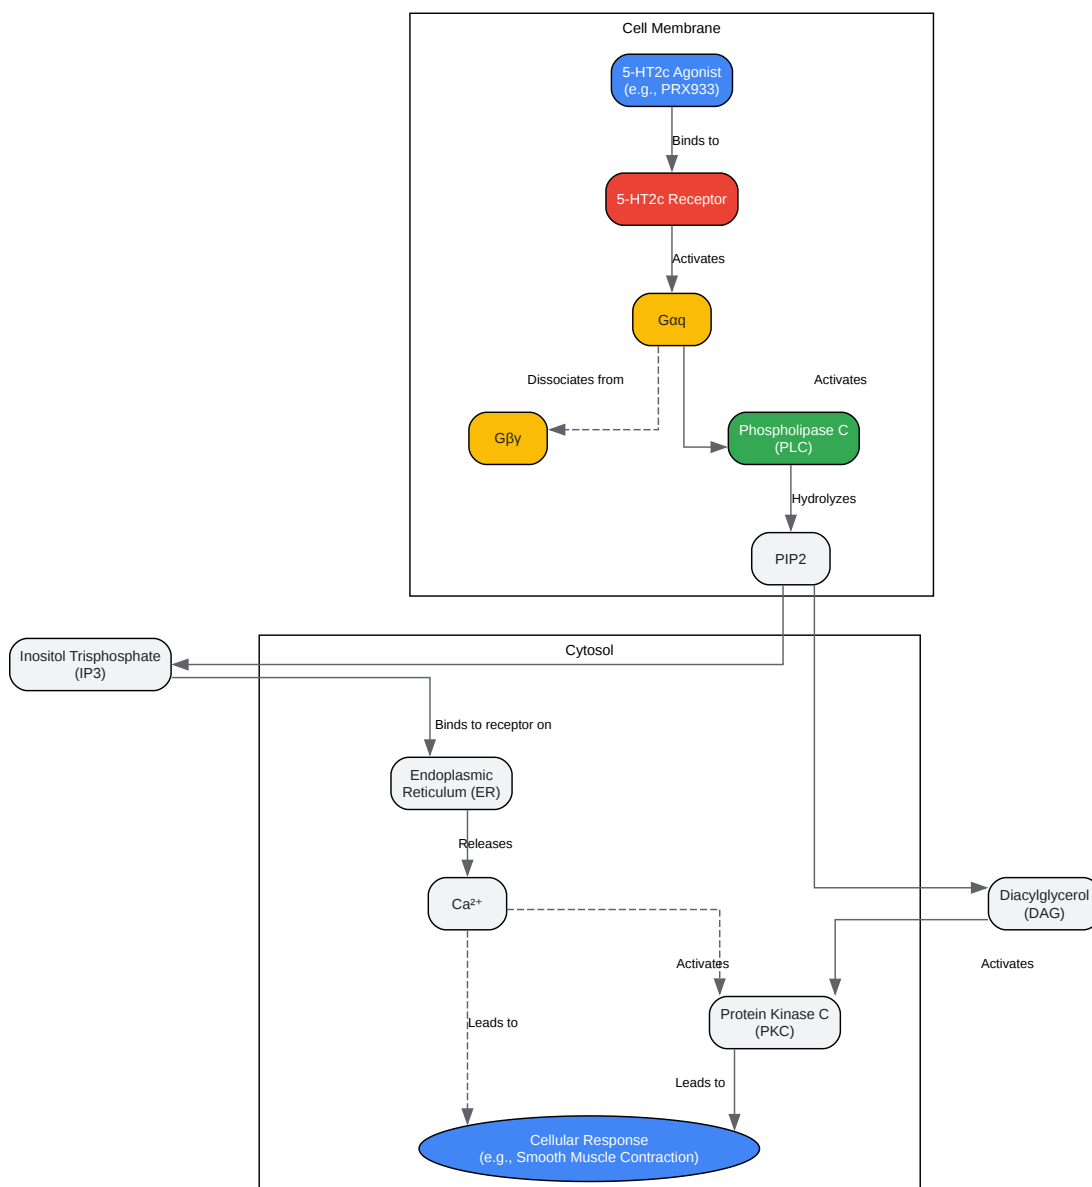 Cell Membrane
5-HT2c Agonist
(e.g., PRX933)
Binds to
5-HT2c Receptor
Activates
Gαq
Dissociates from
Activates
Gβγ
Phospholipase C
(PLC)
Hydrolyzes
PIP2
Cytosol
Inositol Trisphosphate
(IP3)
Binds to receptor on
Endoplasmic
Reticulum (ER)
Releases
Ca²⁺
Diacylglycerol
(DAG)
Activates
Activates
Protein Kinase C
(PKC)
Leads to
Leads to
Cellular Response
(e.g., Smooth Muscle Contraction)